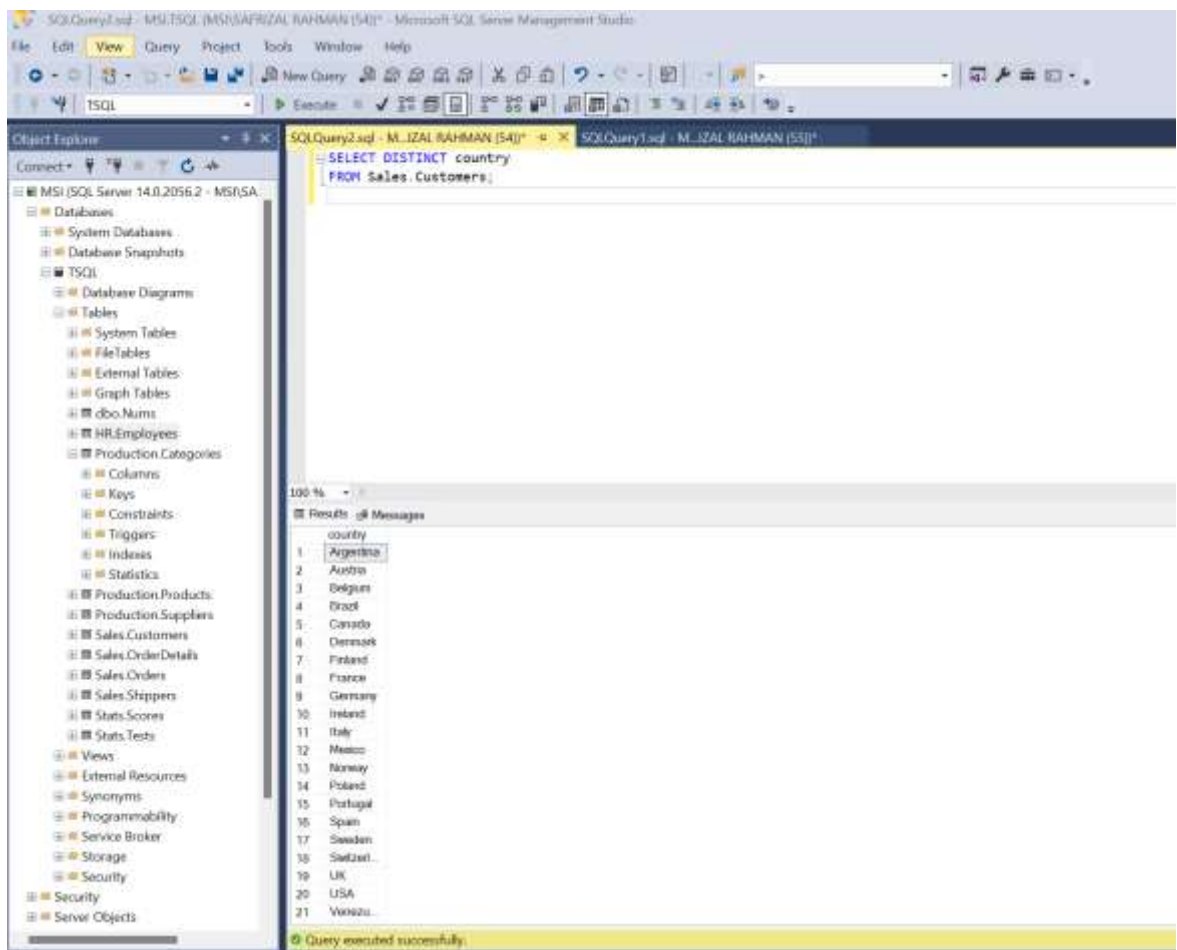 SQLQuery2.sql - MSI.TSQL (MSI\SAFRIZAL RAHMAN (54))* - Microsoft SQL Server Management Studio
File Edit View Query Project Tools Window Help
New Query
TSQL Execute
Object Explorer
Connect
MSI (SQL Server 14.0.2056.2 - MSI\SA
Databases
System Databases
Database Snapshots
TSQL
Database Diagrams
Tables
System Tables
FileTables
External Tables
Graph Tables
dbo.Nums
HR.Employees
Production.Categories
Columns
Keys
Constraints
Triggers
Indexes
Statistics
Production.Products
Production.Suppliers
Sales.Customers
Sales.OrderDetails
Sales.Orders
Sales.Shippers
Stats.Scores
Stats.Tests
Views
External Resources
Synonyms
Programmability
Service Broker
Storage
Security
Security
Server Objects
SQLQuery2.sql - M...IZAL RAHMAN (54))* SQLQuery1.sql - M...IZAL RAHMAN (55))*
SELECT DISTINCT country
FROM Sales.Customers;
100 %
Results Messages
country
1 Argentina
2 Austria
3 Belgium
4 Brazil
5 Canada
6 Denmark
7 Finland
8 France
9 Germany
10 Ireland
11 Italy
12 Mexico
13 Norway
14 Poland
15 Portugal
16 Spain
17 Sweden
18 Switzerl...
19 UK
20 USA
21 Venezu...
Query executed successfully.